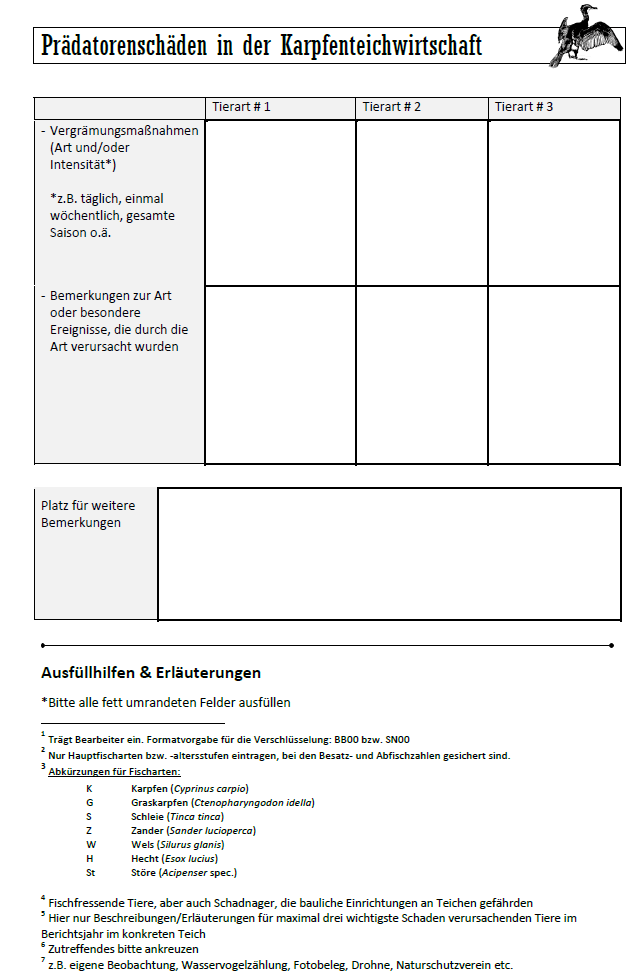 Prädatorenschäden in der Karpfenteichwirtschaft
Tierart # 1
Tierart # 2
Tierart # 3
- Vergrämungsmaßnahmen
(Art und/oder
Intensität*)
*z.B. täglich, einmal
wöchentlich, gesamte
Saison o.ä.
- Bemerkungen zur Art
oder besondere
Ereignisse, die durch die
Art verursacht wurden
Platz für weitere
Bemerkungen
Ausfüllhilfen & Erläuterungen
*Bitte alle fett umrandeten Felder ausfüllen
1 Trägt Bearbeiter ein. Formatvorgabe für die Verschlüsselung: BB00 bzw. SN00
2 Nur Hauptfischarten bzw. -altersstufen eintragen, bei den Besatz- und Abfischzahlen gesichert sind.
3 Abkürzungen für Fischarten:
K Karpfen (Cyprinus carpio)
G Graskarpfen (Ctenopharyngodon idella)
S Schleie (Tinca tinca)
Z Zander (Sander lucioperca)
W Wels (Silurus glanis)
H Hecht (Esox lucius)
St Störe (Acipenser spec.)
4 Fischfressende Tiere, aber auch Schadnager, die bauliche Einrichtungen an Teichen gefährden
5 Hier nur Beschreibungen/Erläuterungen für maximal drei wichtigste Schaden verursachenden Tiere im
Berichtsjahr im konkreten Teich
6 Zutreffendes bitte ankreuzen
7 z.B. eigene Beobachtung, Wasservogelzählung, Fotobeleg, Drohne, Naturschutzverein etc.